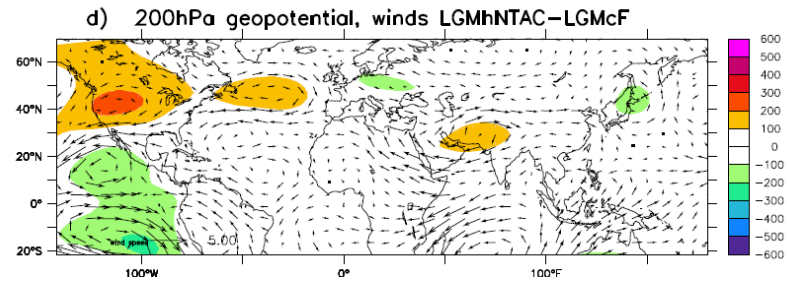 d) 200hPa geopotential, winds LGMhNTAC−LGMcF
60°N
40°N
20°N
0°
20°S
wind speed 5.00
100°W 0° 100°E
600
500
400
300
200
100
0
−100
−200
−300
−400
−500
−600